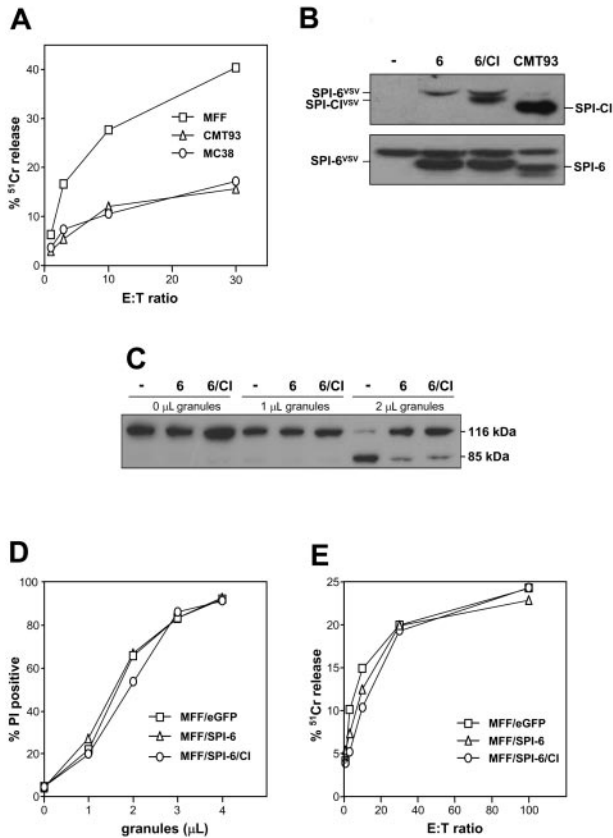 A
% ⁵¹Cr release
40
30
20
10
0
0 10 20 30
E:T ratio
MFF
CMT93
MC38
B
- 6 6/CI CMT93
SPI-6ᵛˢⱽ
SPI-CIᵛˢⱽ
SPI-CI
SPI-6ᵛˢⱽ
SPI-6
C
- 6 6/CI - 6 6/CI - 6 6/CI
0 µL granules 1 µL granules 2 µL granules
116 kDa
85 kDa
D
% PI positive
100
80
60
40
20
0
0 1 2 3 4
granules (µL)
MFF/eGFP
MFF/SPI-6
MFF/SPI-6/CI
E
% ⁵¹Cr release
25
20
15
10
5
0
0 20 40 60 80 100
E:T ratio
MFF/eGFP
MFF/SPI-6
MFF/SPI-6/CI